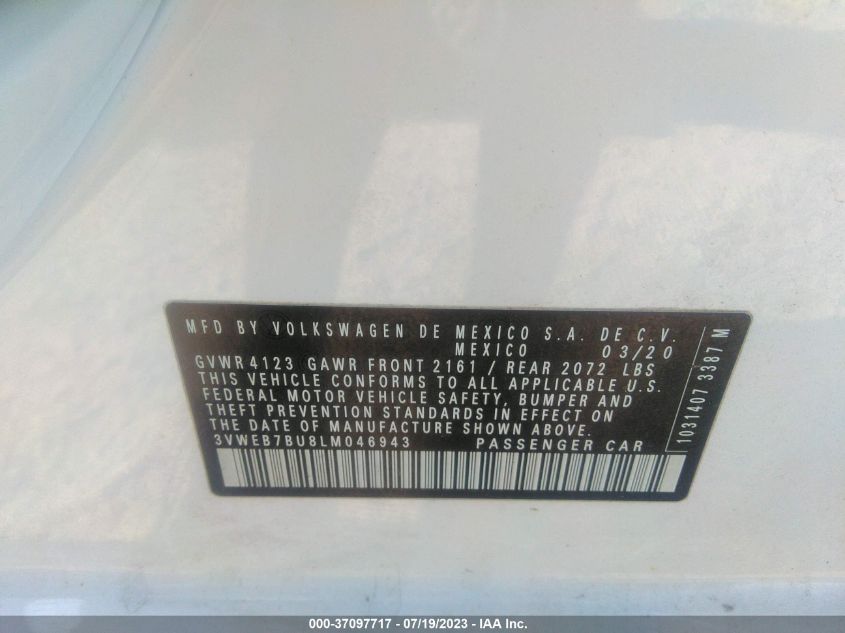 MFD BY VOLKSWAGEN DE MEXICO S.A. DE C.V.
MEXICO 03/20
GVWR 4123 GAWR FRONT 2161 / REAR 2072 LBS
THIS VEHICLE CONFORMS TO ALL APPLICABLE U.S.
FEDERAL MOTOR VEHICLE SAFETY, BUMPER AND
THEFT PREVENTION STANDARDS IN EFFECT ON
THE DATE OF MANUFACTURE SHOWN ABOVE.
3VWEB7BU8LM046943 PASSENGER CAR
1031407 3387 M
000-37097717 - 07/19/2023 - IAA Inc.